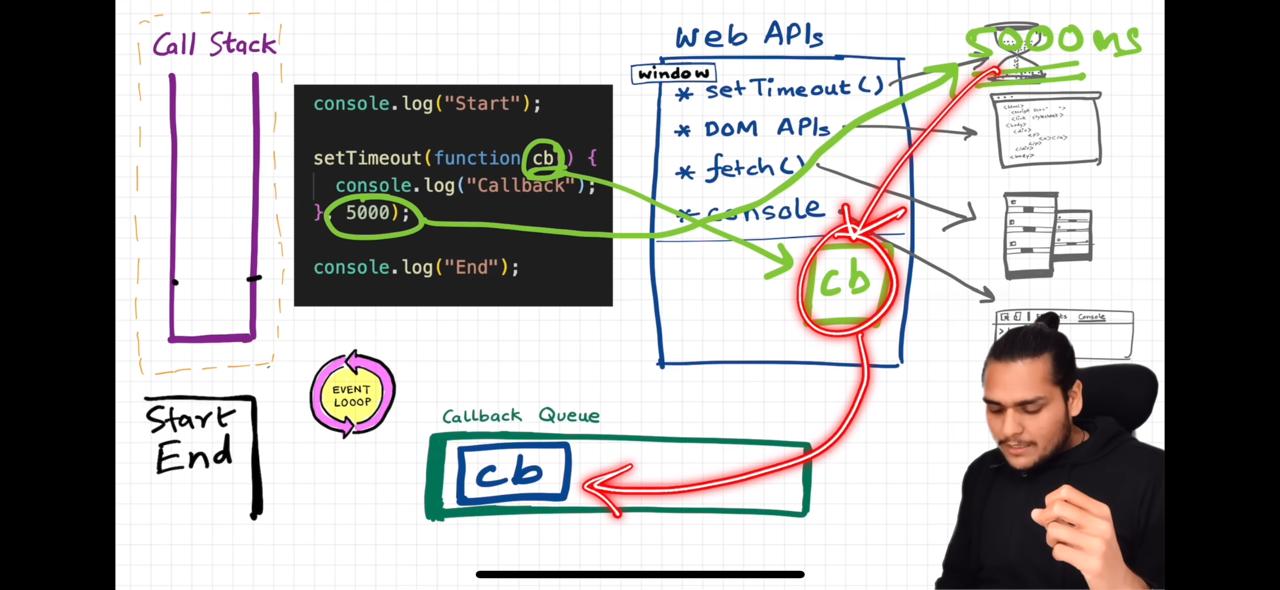 Call Stack
console.log("Start");
setTimeout(function cb() {
console.log("Callback");
}, 5000);
console.log("End");
Web APIs
window
* setTimeout()
* DOM APIs
* fetch()
* console
cb
5000ms
Console
EVENT
LOOOP
Start
End
Callback Queue
cb